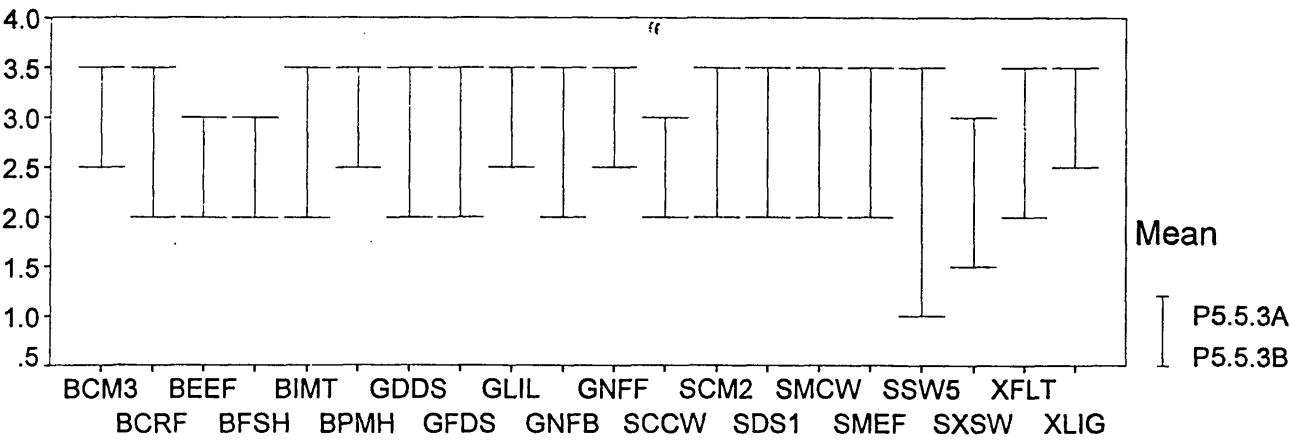 4.0
3.5
3.0
2.5
2.0
1.5
1.0
.5
BCM3 BEEF BIMT GDDS GLIL GNFF SCM2 SMCW SSW5 XFLT
BCRF BFSH BPMH GFDS GNFB SCCW SDS1 SMEF SXSW XLIG
Mean
P5.5.3A
P5.5.3B